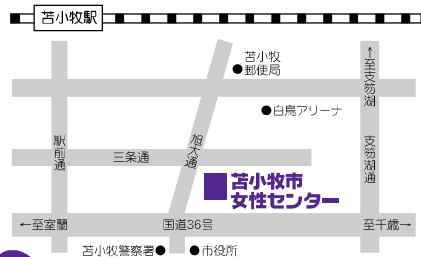 苫小牧駅
苫小牧
●郵便局
↑至支笏湖
●白鳥アリーナ
駅前通
三条通
旭大通
支笏湖通
苫小牧市
女性センター
←至室蘭
国道36号
至千歳→
苫小牧警察署●
●市役所